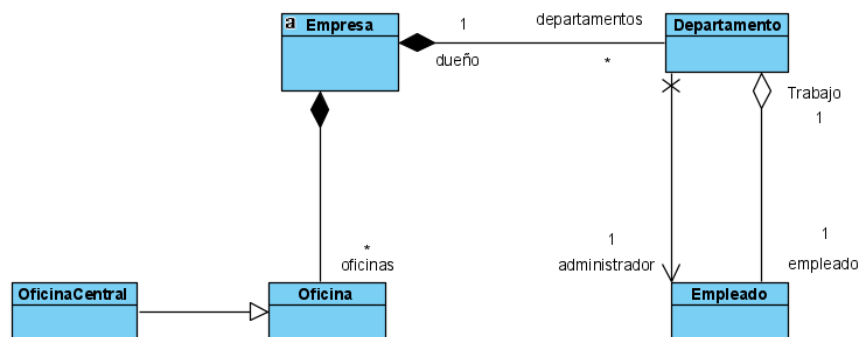 a Empresa
1
departamentos
Departamento
dueño
*
Trabajo
1
*
oficinas
1
administrador
1
empleado
OficinaCentral
Oficina
Empleado